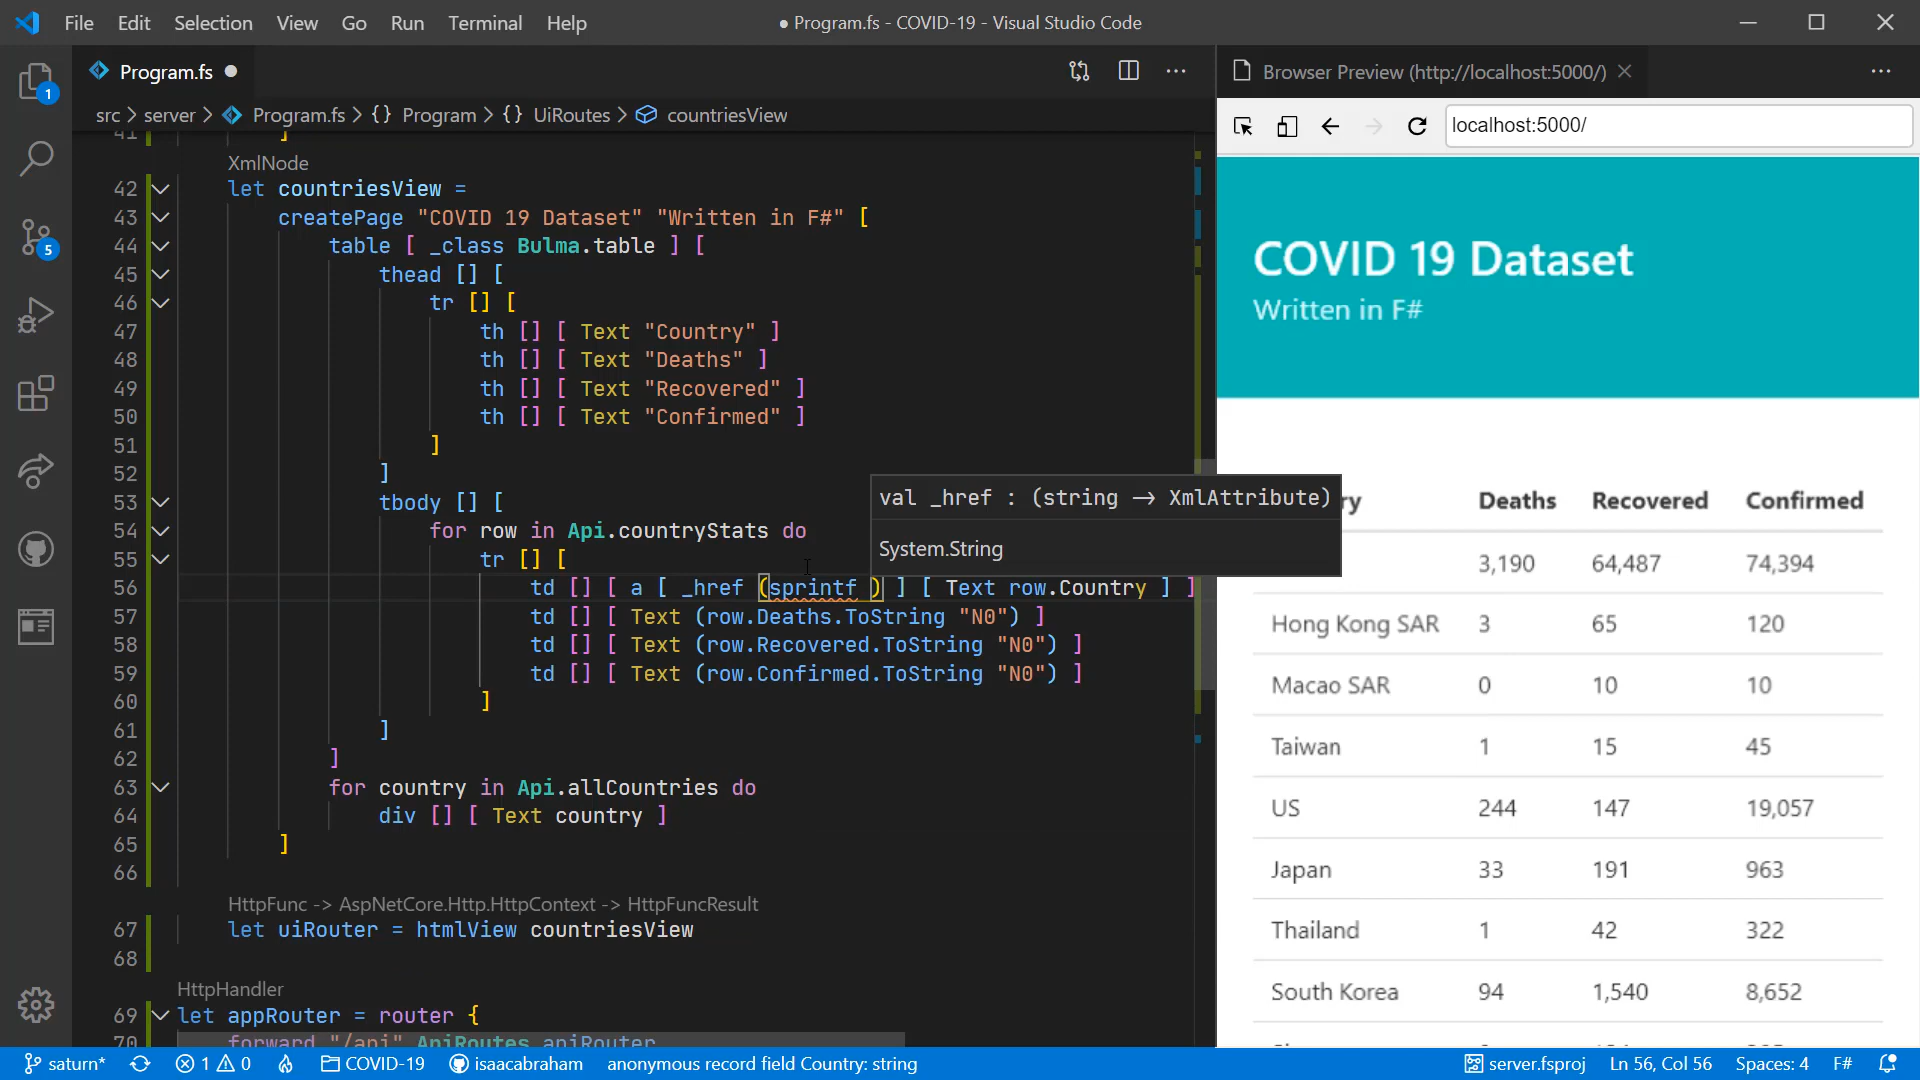 File Edit Selection View Go Run Terminal Help
● Program.fs - COVID-19 - Visual Studio Code
1
5
Program.fs ●
src > server > Program.fs > {} Program > {} UiRoutes > countriesView
41 ]
XmlNode
42 let countriesView =
43 createPage "COVID 19 Dataset" "Written in F#" [
44 table [ _class Bulma.table ] [
45 thead [] [
46 tr [] [
47 th [] [ Text "Country" ]
48 th [] [ Text "Deaths" ]
49 th [] [ Text "Recovered" ]
50 th [] [ Text "Confirmed" ]
51 ]
52 ]
53 tbody [] [
54 for row in Api.countryStats do
55 tr [] [
56 td [] [ a [ _href (sprintf ) ] [ Text row.Country ] ]
57 td [] [ Text (row.Deaths.ToString "N0") ]
58 td [] [ Text (row.Recovered.ToString "N0") ]
59 td [] [ Text (row.Confirmed.ToString "N0") ]
60 ]
61 ]
62 ]
63 for country in Api.allCountries do
64 div [] [ Text country ]
65 ]
66
HttpFunc -> AspNetCore.Http.HttpContext -> HttpFuncResult
67 let uiRouter = htmlView countriesView
68
HttpHandler
69 let appRouter = router {
70 forward "/api" ApiRoutes.apiRouter
val _href : (string → XmlAttribute)
System.String
Browser Preview (http://localhost:5000/)
localhost:5000/
COVID 19 Dataset
Written in F#
ry Deaths Recovered Confirmed
3,190 64,487 74,394
Hong Kong SAR 3 65 120
Macao SAR 0 10 10
Taiwan 1 15 45
US 244 147 19,057
Japan 33 191 963
Thailand 1 42 322
South Korea 94 1,540 8,652
saturn* 1 0 COVID-19 isaacabraham anonymous record field Country: string server.fsproj Ln 56, Col 56 Spaces: 4 F#